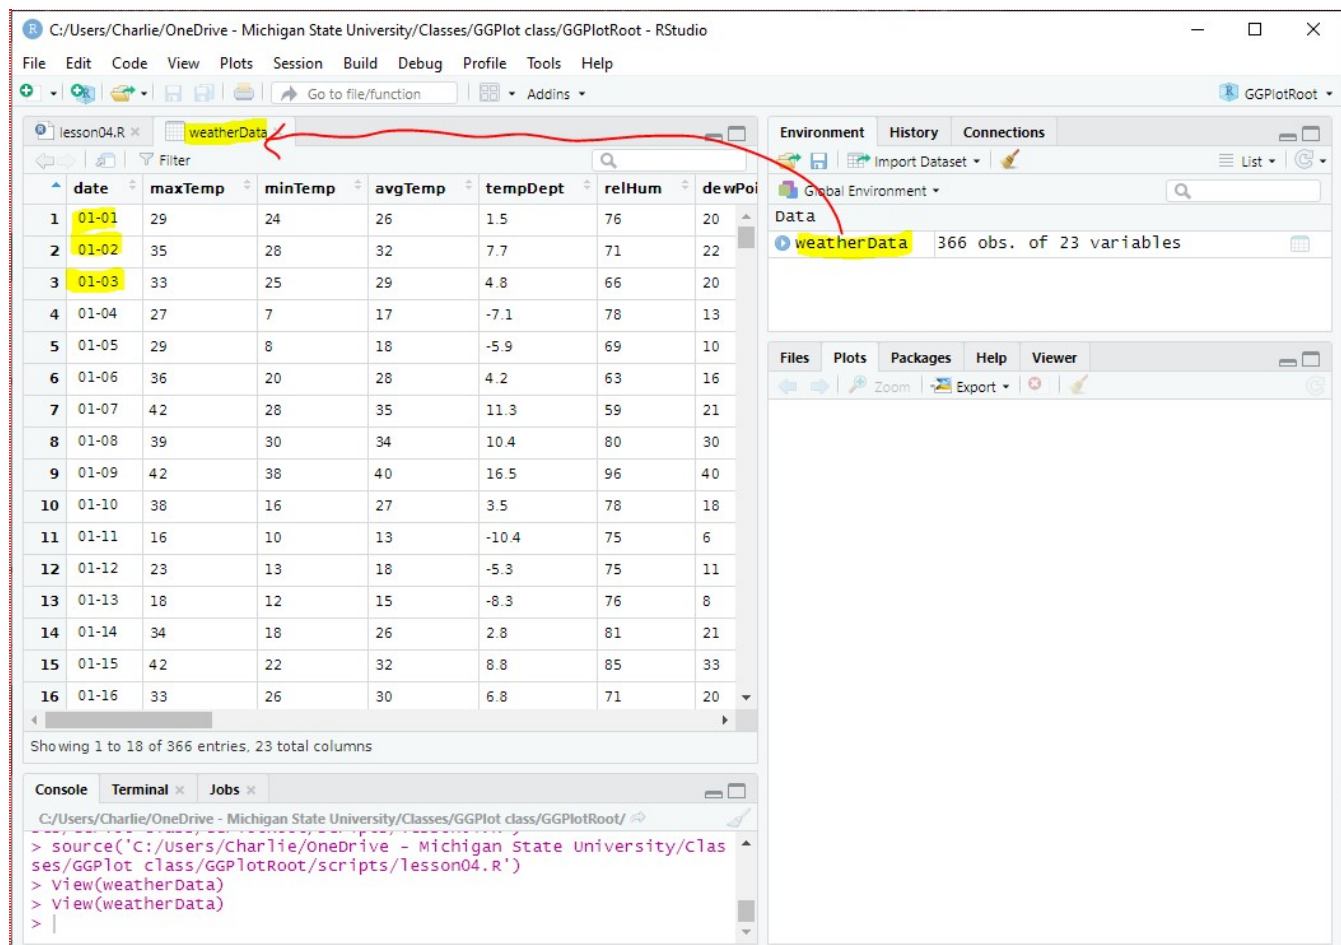 C:/Users/Charlie/OneDrive - Michigan State University/Classes/GGPlot class/GGPlotRoot - RStudio
File Edit Code View Plots Session Build Debug Profile Tools Help
Go to file/function Addins GGPlotRoot
lesson04.R weatherData
Filter
date maxTemp minTemp avgTemp tempDept relHum dewPoi
1 01-01 29 24 26 1.5 76 20
2 01-02 35 28 32 7.7 71 22
3 01-03 33 25 29 4.8 66 20
4 01-04 27 7 17 -7.1 78 13
5 01-05 29 8 18 -5.9 69 10
6 01-06 36 20 28 4.2 63 16
7 01-07 42 28 35 11.3 59 21
8 01-08 39 30 34 10.4 80 30
9 01-09 42 38 40 16.5 96 40
10 01-10 38 16 27 3.5 78 18
11 01-11 16 10 13 -10.4 75 6
12 01-12 23 13 18 -5.3 75 11
13 01-13 18 12 15 -8.3 76 8
14 01-14 34 18 26 2.8 81 21
15 01-15 42 22 32 8.8 85 33
16 01-16 33 26 30 6.8 71 20
Showing 1 to 18 of 366 entries, 23 total columns
Console Terminal Jobs
C:/Users/Charlie/OneDrive - Michigan State University/Classes/GGPlot class/GGPlotRoot/
> source('C:/Users/Charlie/OneDrive - Michigan State University/Clas
ses/GGPlot class/GGPlotRoot/scripts/lesson04.R')
> View(weatherData)
> View(weatherData)
>
Environment History Connections
Import Dataset List
Global Environment
Data
weatherData 366 obs. of 23 variables
Files Plots Packages Help Viewer
Zoom Export